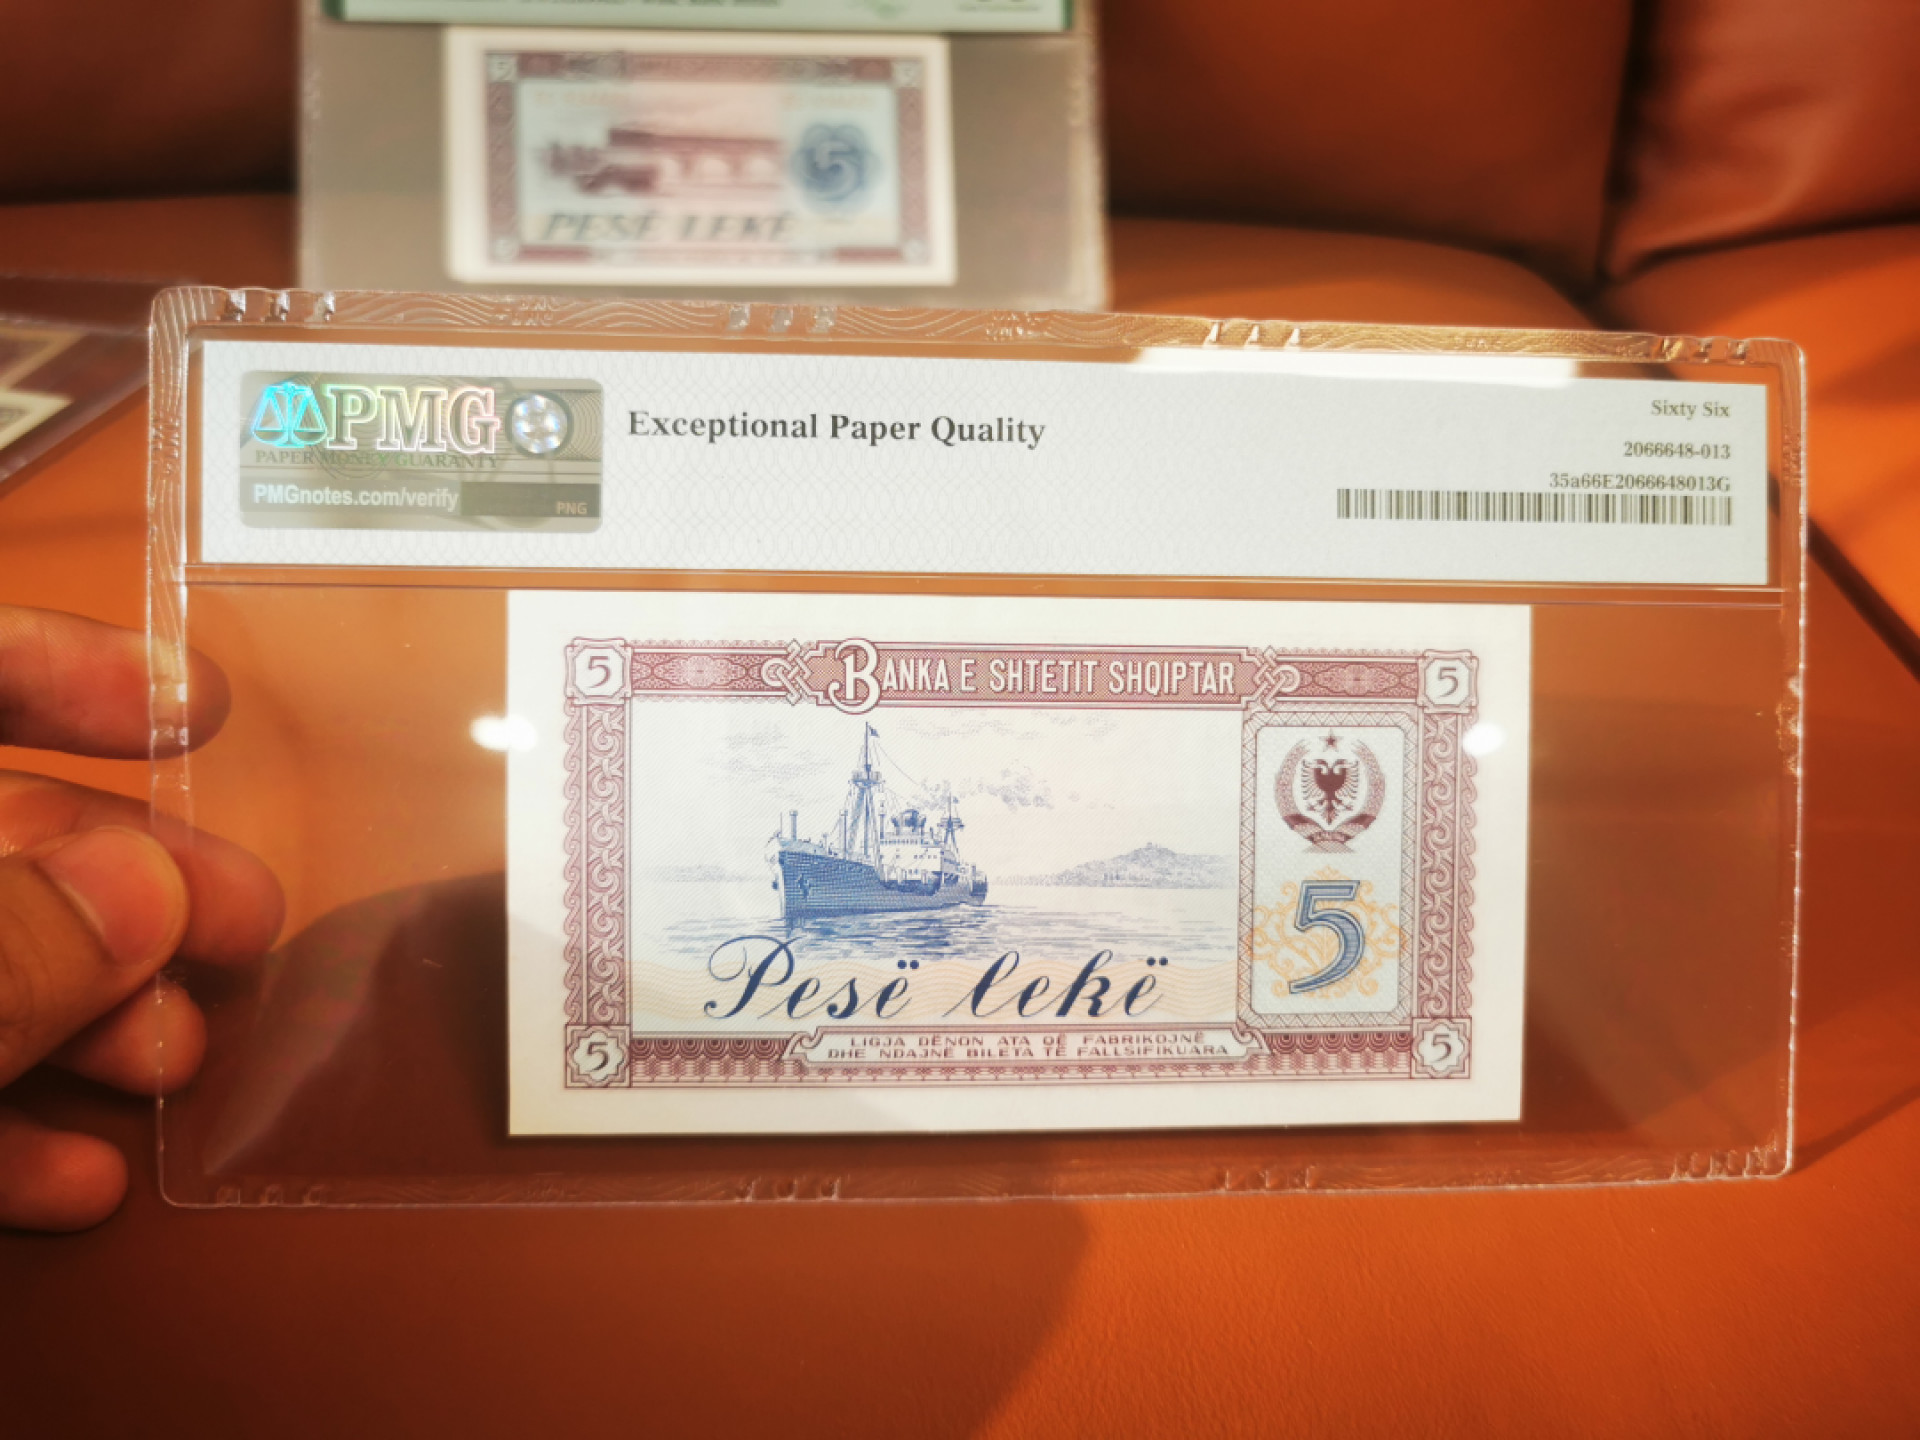 5
PESË LEKË
PMG
PAPER MONEY GUARANTY
PMGnotes.com/verify
PNG
Exceptional Paper Quality
Sixty Six
2066648-013
35a66E2066648013G
5 BANKA E SHTETIT SHQIPTAR 5
5
Pesë lekë
5 LIGJA DËNON ATA QË FABRIKOJNË 5
DHE NDAJNË BILETA TË FALLSIFIKUARA